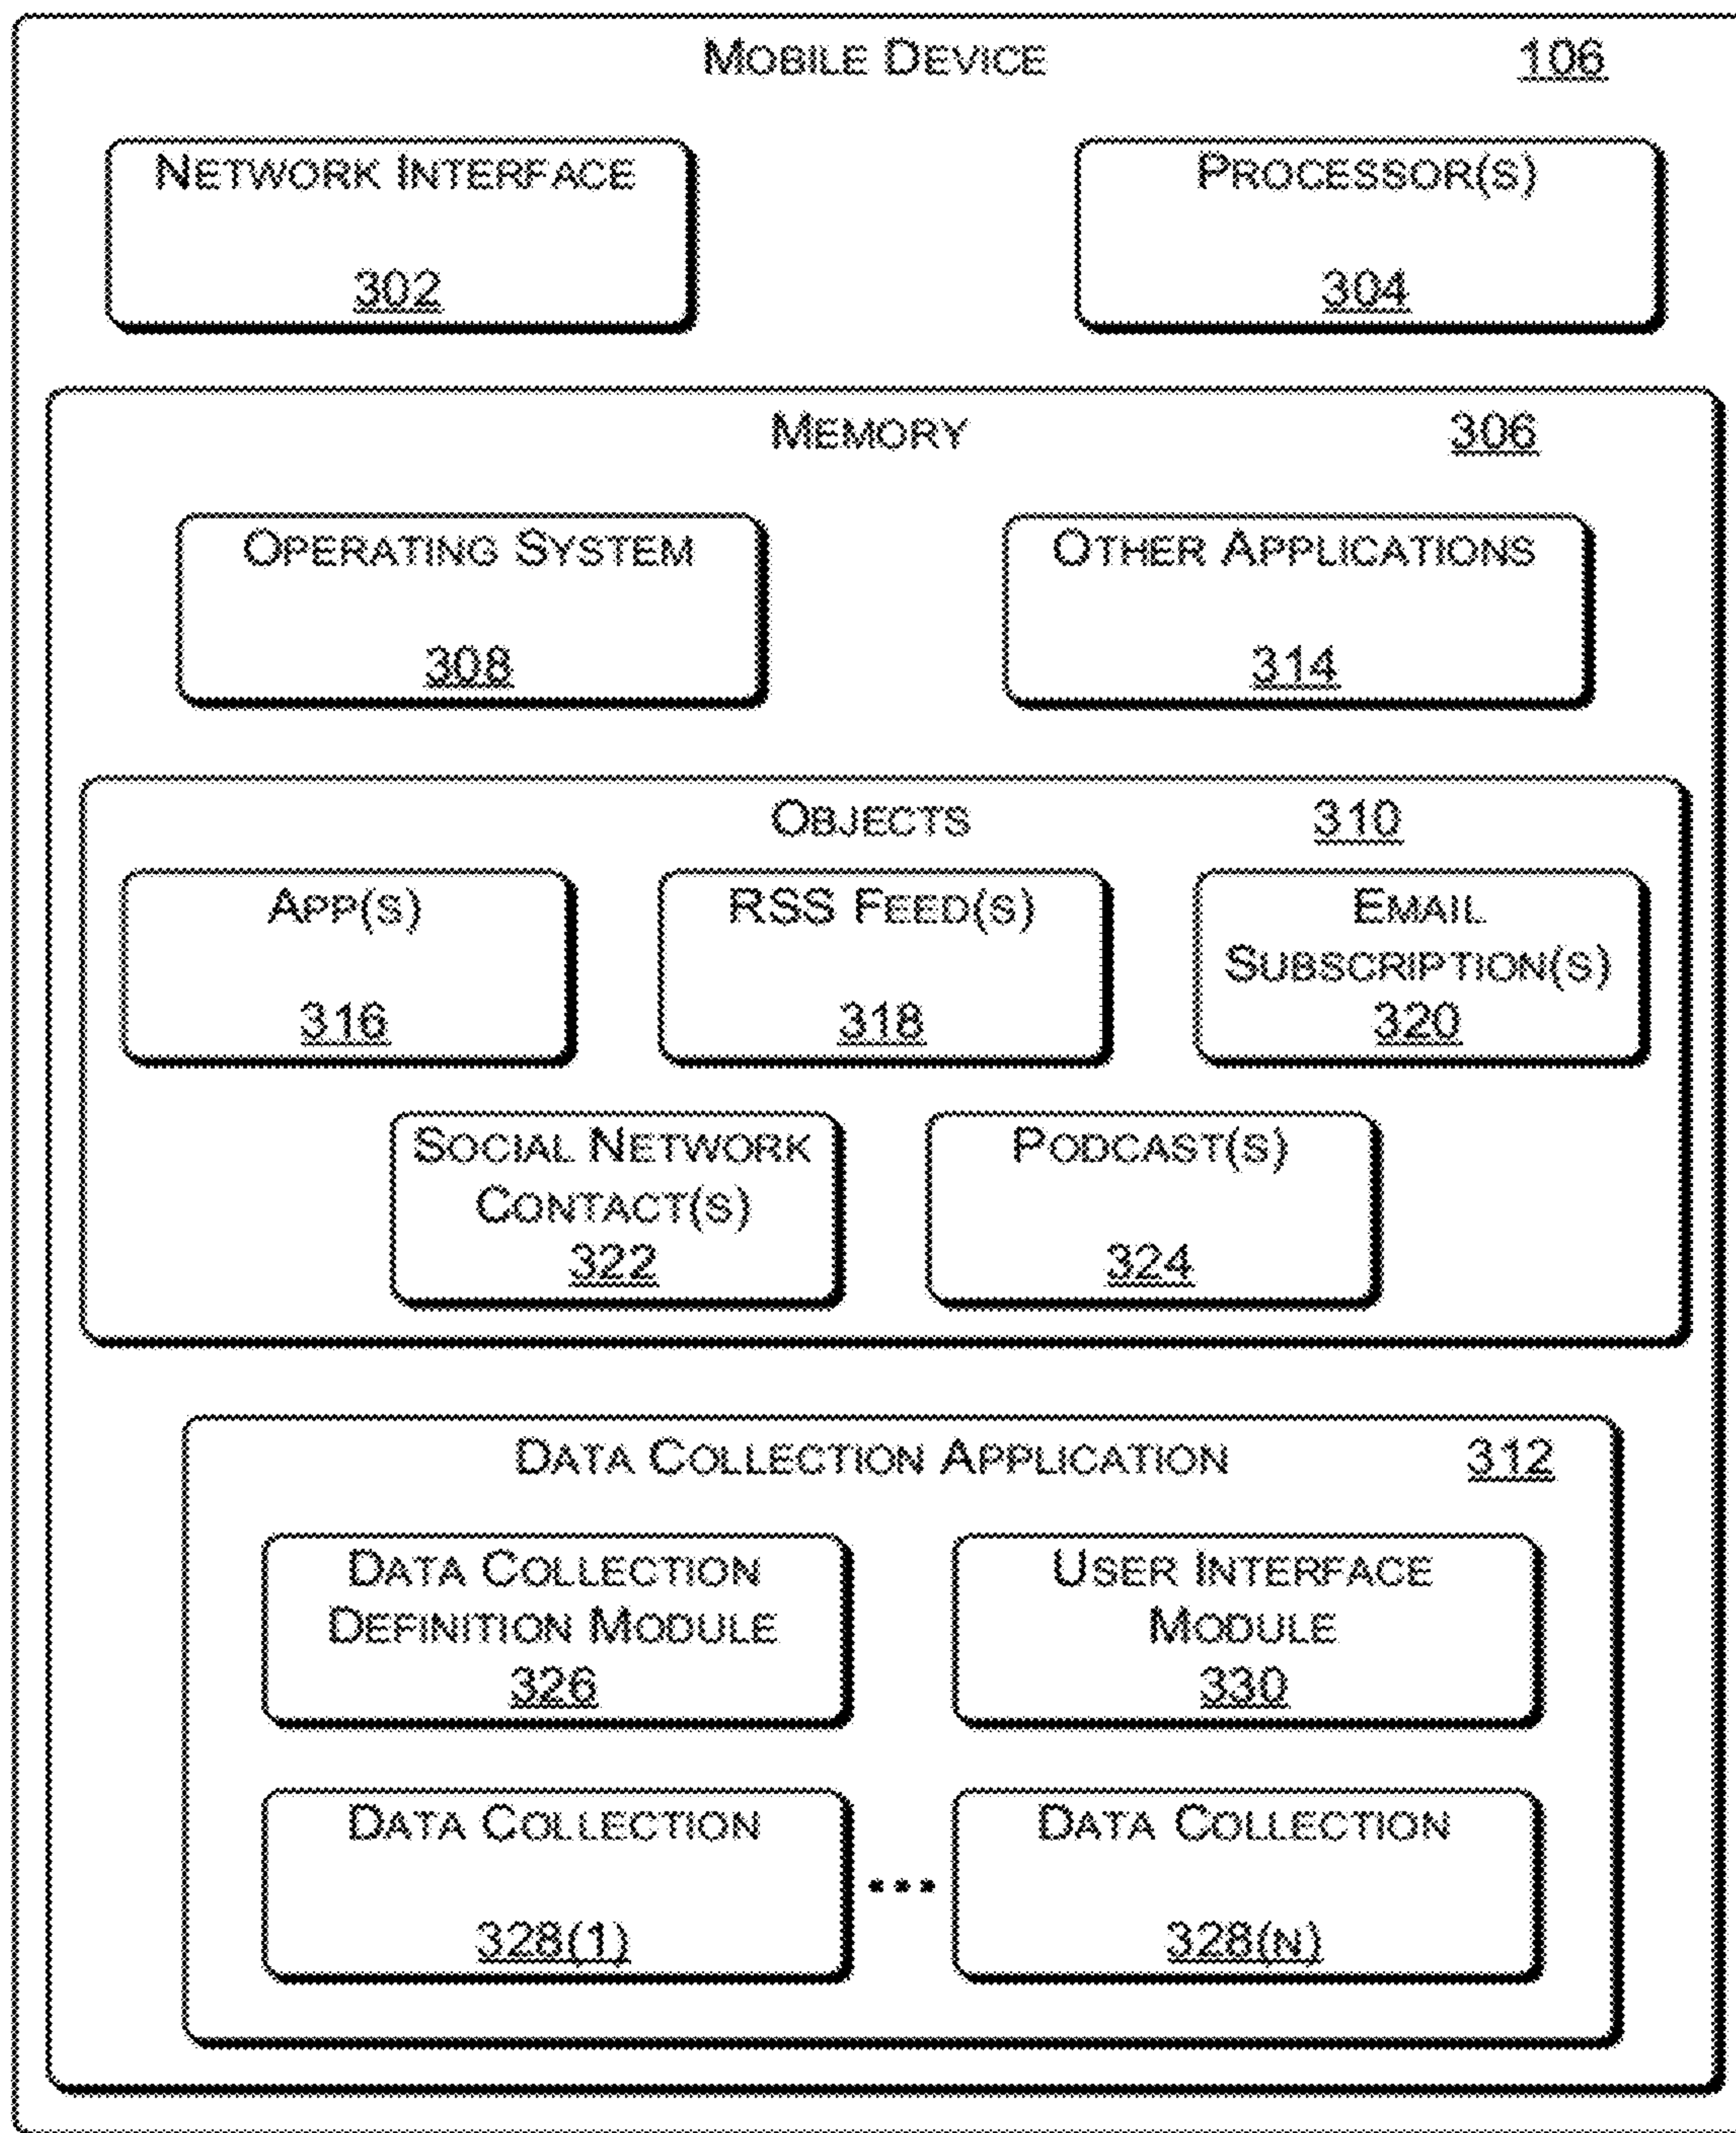 MOBILE DEVICE 106
NETWORK INTERFACE
302
PROCESSOR(S)
304
MEMORY 306
OPERATING SYSTEM
308
OTHER APPLICATIONS
314
OBJECTS 310
APP(S)
316
RSS FEED(S)
318
EMAIL
SUBSCRIPTION(S)
320
SOCIAL NETWORK
CONTACT(S)
322
PODCAST(S)
324
DATA COLLECTION APPLICATION 312
DATA COLLECTION
DEFINITION MODULE
326
USER INTERFACE
MODULE
330
DATA COLLECTION
328(1)
...
DATA COLLECTION
328(N)